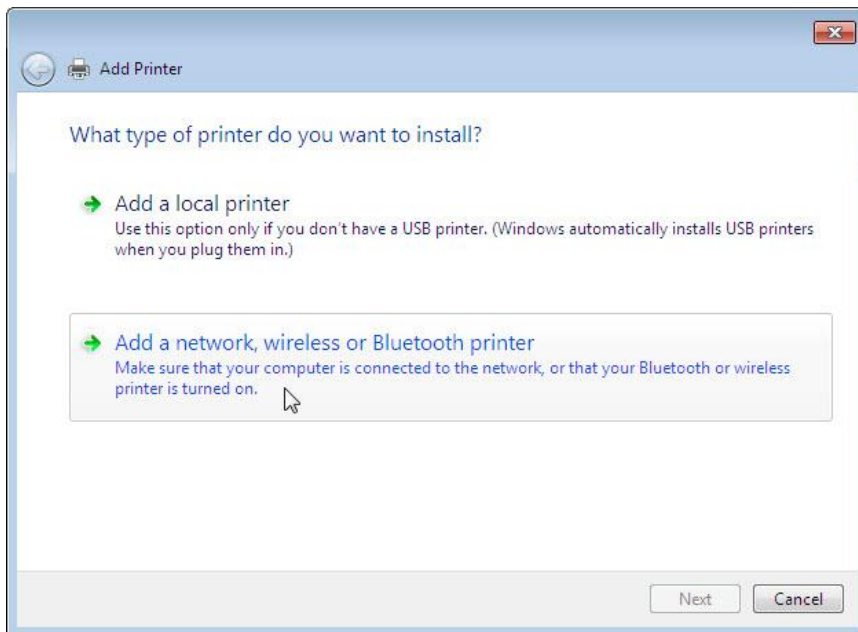 Add Printer
What type of printer do you want to install?
Add a local printer
Use this option only if you don't have a USB printer. (Windows automatically installs USB printers
when you plug them in.)
Add a network, wireless or Bluetooth printer
Make sure that your computer is connected to the network, or that your Bluetooth or wireless
printer is turned on.
Next
Cancel